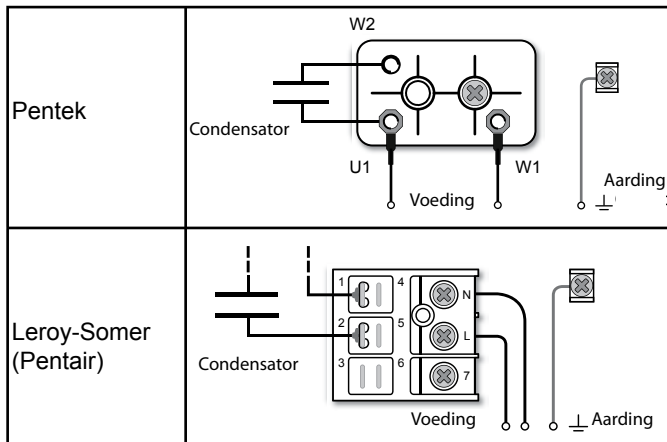 Pentek
W2
Condensator
U1
W1
Voeding
Aarding
Leroy-Somer
(Pentair)
1
4
N
2
5
L
3
6
7
Condensator
Voeding
Aarding